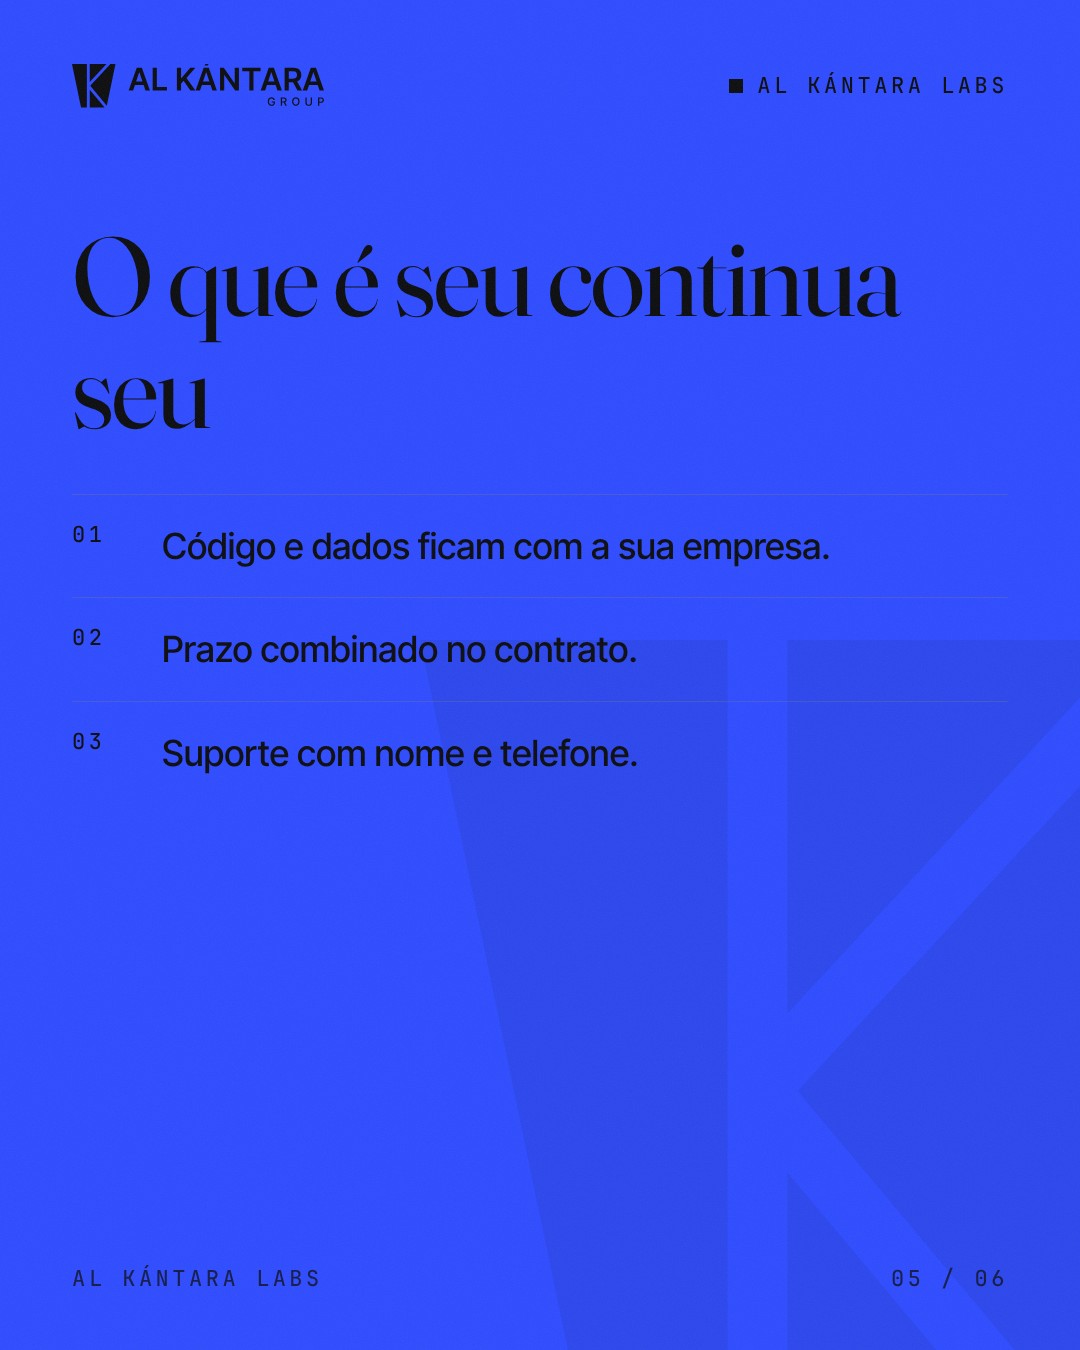 AL KÁNTARA
GROUP
AL KÁNTARA LABS
O que é seu continua
seu
01
Código e dados ficam com a sua empresa.
02
Prazo combinado no contrato.
03
Suporte com nome e telefone.
AL KÁNTARA LABS
05 / 06